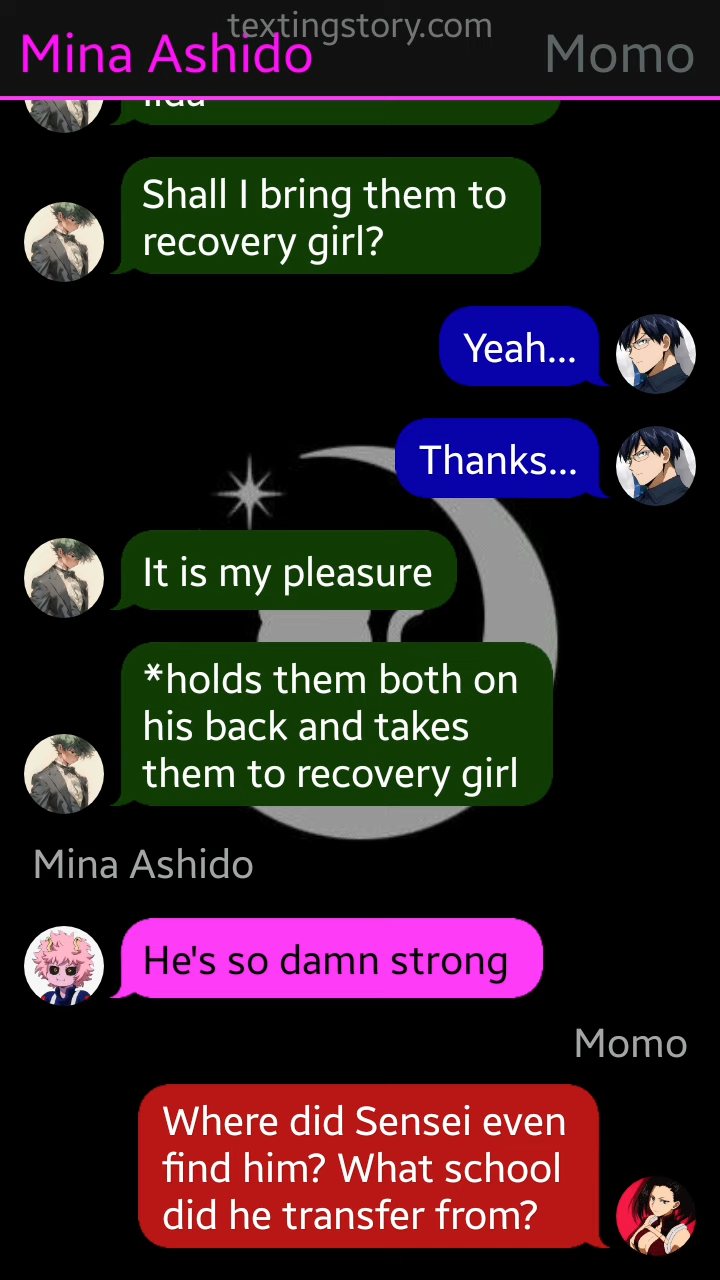 textingstory.com
Mina Ashido
Momo
Iida
Shall I bring them to
recovery girl?
Yeah...
Thanks...
It is my pleasure
*holds them both on
his back and takes
them to recovery girl
Mina Ashido
He's so damn strong
Momo
Where did Sensei even
find him? What school
did he transfer from?